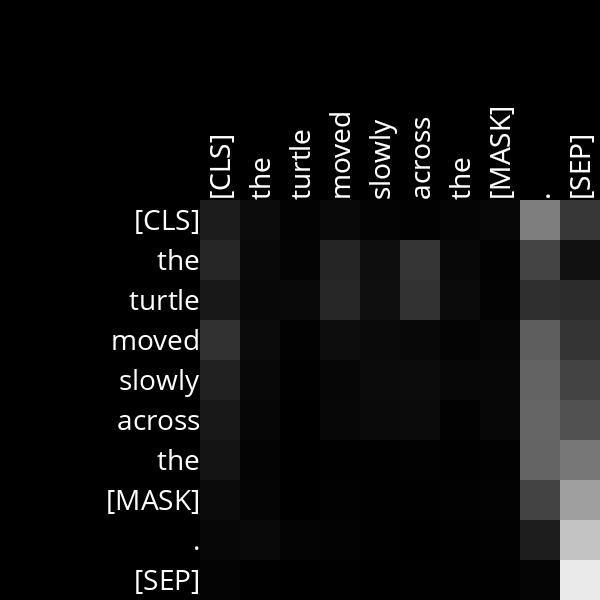 [CLS] the turtle moved slowly across the [MASK] . [SEP]
[CLS]
the
turtle
moved
slowly
across
the
[MASK]
.
[SEP]